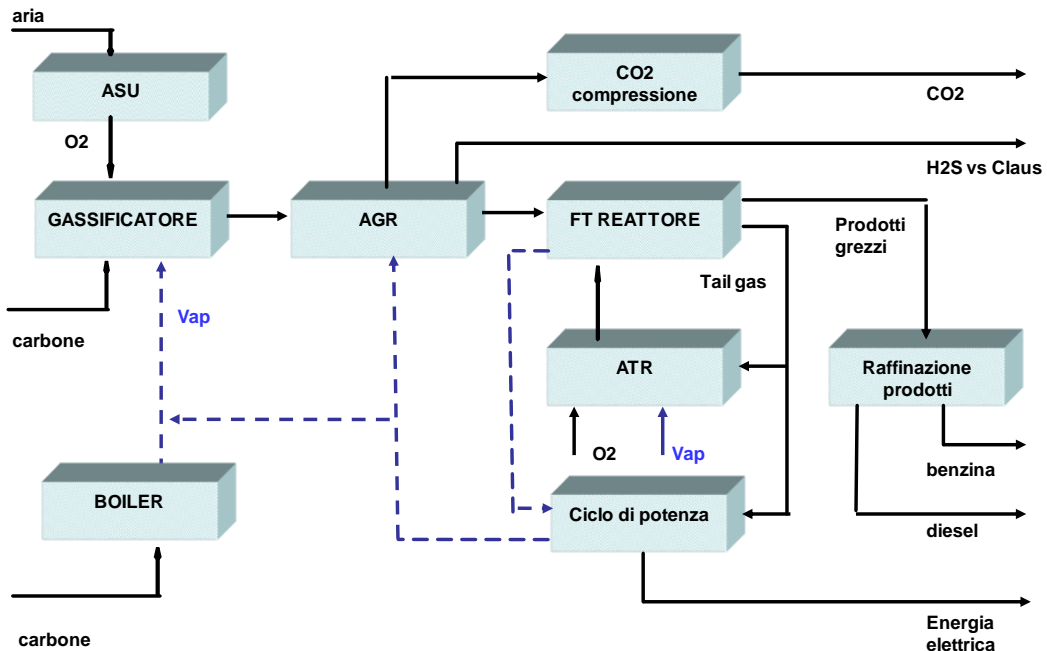 aria
ASU
CO2
compressione
CO2
O2
H2S vs Claus
GASSIFICATORE
AGR
FT REATTORE
Prodotti
grezzi
Tail gas
Vap
carbone
ATR
Raffinazione
prodotti
O2
Vap
benzina
BOILER
Ciclo di potenza
diesel
Energia
elettrica
carbone